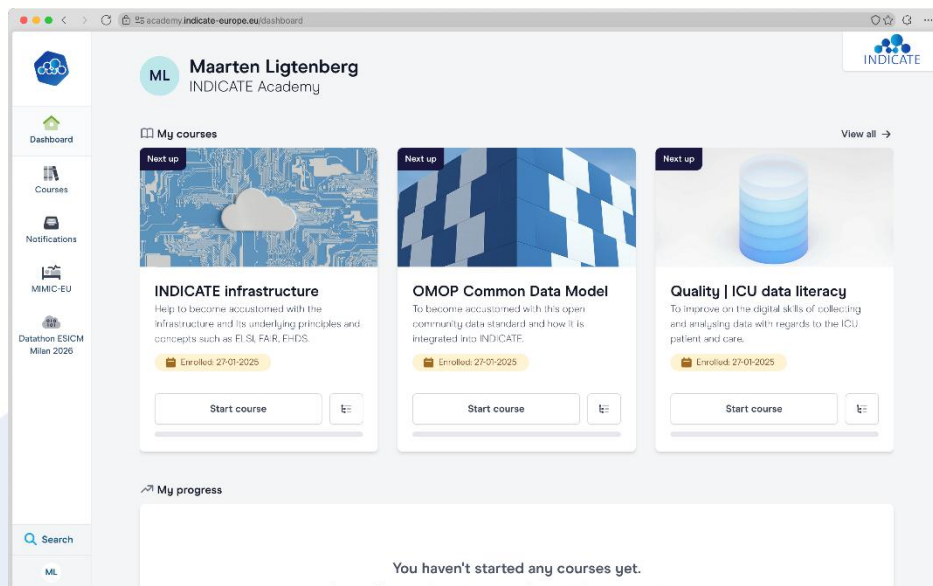 academy.indicate-europe.eu/dashboard
ML
Maarten Ligtenberg
INDICATE Academy
INDICATE
Dashboard
Courses
Notifications
MIMIC-EU
Datathon ESICM
Milan 2026
Search
ML
My courses
View all →
Next up
INDICATE infrastructure
Help to become accustomed with the
infrastructure and its underlying principles and
concepts such as ELSI, FAIR, EHDS.
Enrolled: 27-01-2025
Start course
Next up
OMOP Common Data Model
To become accustomed with this open
community data standard and how it is
integrated into INDICATE.
Enrolled: 27-01-2025
Start course
Next up
Quality | ICU data literacy
To improve on the digital skills of collecting
and analysing data with regards to the ICU
patient and care.
Enrolled: 27-01-2025
Start course
My progress
You haven't started any courses yet.